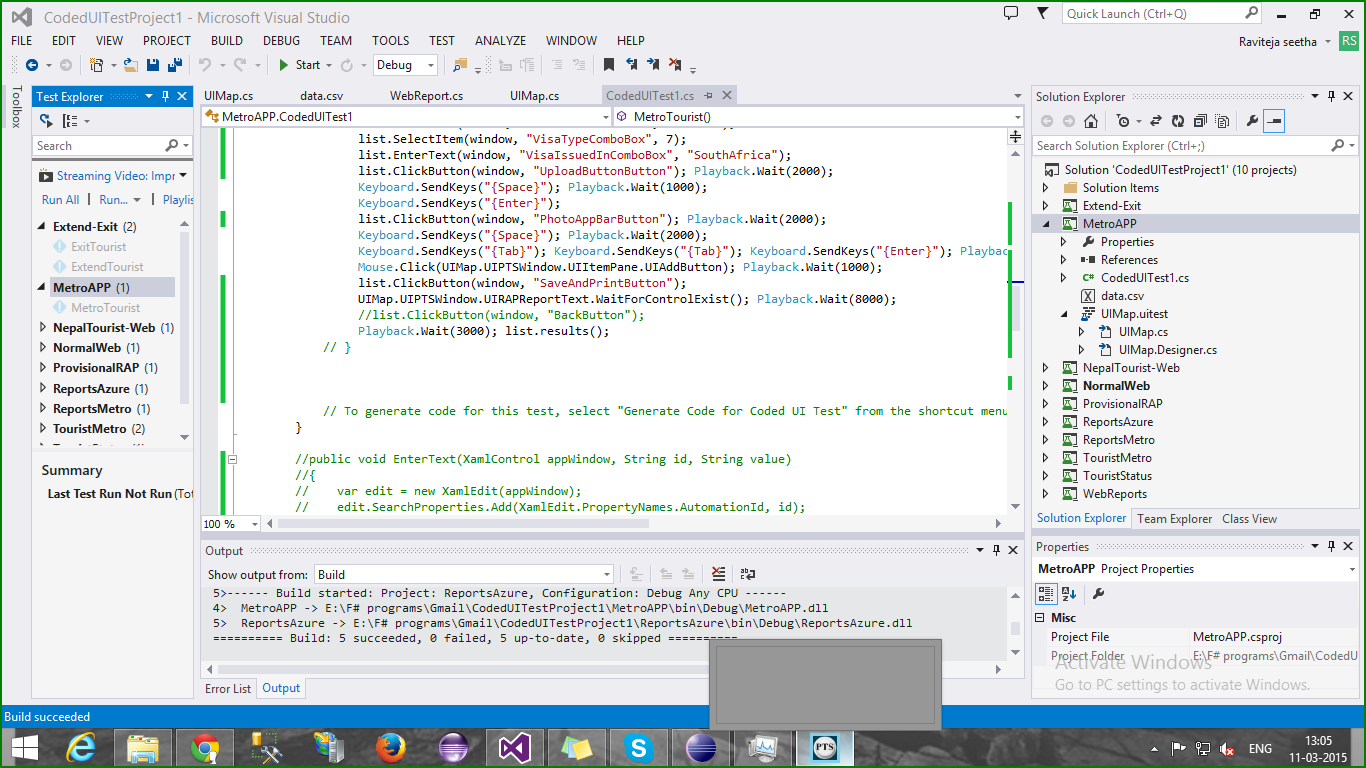 CodedUITestProject1 - Microsoft Visual Studio
Quick Launch (Ctrl+Q)
FILE EDIT VIEW PROJECT BUILD DEBUG TEAM TOOLS TEST ANALYZE WINDOW HELP
Raviteja seetha
RS
Start
Debug
Toolbox
Test Explorer
Search
Streaming Video: Impr
Run All Run... Playlis
Extend-Exit (2)
ExitTourist
ExtendTourist
MetroAPP (1)
MetroTourist
NepalTourist-Web (1)
NormalWeb (1)
ProvisionalRAP (1)
ReportsAzure (1)
ReportsMetro (1)
TouristMetro (2)
Summary
Last Test Run Not Run (Tot
UIMap.cs data.csv WebReport.cs UIMap.cs CodedUITest1.cs
MetroAPP.CodedUITest1 MetroTourist()
list.SelectItem(window, "VisaTypeComboBox", 7);
list.EnterText(window, "VisaIssuedInComboBox", "SouthAfrica");
list.ClickButton(window, "UploadButtonButton"); Playback.Wait(2000);
Keyboard.SendKeys("{Space}"); Playback.Wait(1000);
Keyboard.SendKeys("{Enter}");
list.ClickButton(window, "PhotoAppBarButton"); Playback.Wait(2000);
Keyboard.SendKeys("{Space}"); Playback.Wait(2000);
Keyboard.SendKeys("{Tab}"); Keyboard.SendKeys("{Tab}"); Keyboard.SendKeys("{Enter}"); Playback
Mouse.Click(UIMap.UIPTSWindow.UIItemPane.UIAddButton); Playback.Wait(1000);
list.ClickButton(window, "SaveAndPrintButton");
UIMap.UIPTSWindow.UIRAPReportText.WaitForControlExist(); Playback.Wait(8000);
//list.ClickButton(window, "BackButton");
Playback.Wait(3000); list.results();
// }
// To generate code for this test, select "Generate Code for Coded UI Test" from the shortcut menu
}
//public void EnterText(XamlControl appWindow, String id, String value)
//{
// var edit = new XamlEdit(appWindow);
// edit.SearchProperties.Add(XamlEdit.PropertyNames.AutomationId, id);
100 %
Output
Show output from: Build
5>------ Build started: Project: ReportsAzure, Configuration: Debug Any CPU ------
4> MetroAPP -> E:\F# programs\Gmail\CodedUITestProject1\MetroAPP\bin\Debug\MetroAPP.dll
5> ReportsAzure -> E:\F# programs\Gmail\CodedUITestProject1\ReportsAzure\bin\Debug\ReportsAzure.dll
========== Build: 5 succeeded, 0 failed, 5 up-to-date, 0 skipped ==========
Error List Output
Solution Explorer
Search Solution Explorer (Ctrl+;)
Solution 'CodedUITestProject1' (10 projects)
Solution Items
Extend-Exit
MetroAPP
Properties
References
C# CodedUITest1.cs
data.csv
UIMap.uitest
UIMap.cs
UIMap.Designer.cs
NepalTourist-Web
NormalWeb
ProvisionalRAP
ReportsAzure
ReportsMetro
TouristMetro
TouristStatus
WebReports
Solution Explorer Team Explorer Class View
Properties
MetroAPP Project Properties
Misc
Project File MetroAPP.csproj
Project Folder E:\F# programs\Gmail\CodedU
Activate Windows
Go to PC settings to activate Windows.
Build succeeded
PTS
ENG
13:05
11-03-2015